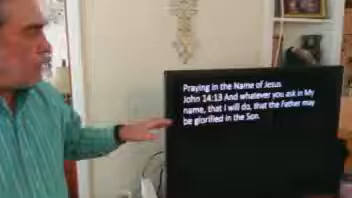 Praying in the Name of Jesus
John 14:13 And whatever you ask in My
name, that I will do, that the Father may
be glorified in the Son.